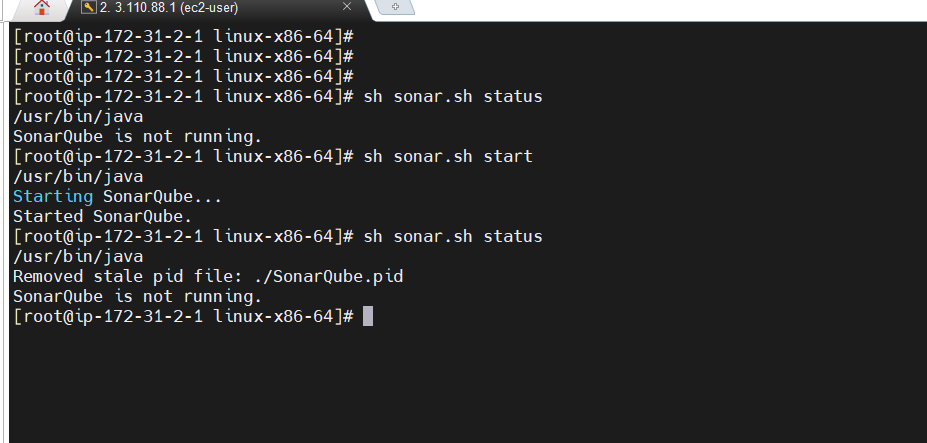 2. 3.110.88.1 (ec2-user)
[root@ip-172-31-2-1 linux-x86-64]#
[root@ip-172-31-2-1 linux-x86-64]#
[root@ip-172-31-2-1 linux-x86-64]#
[root@ip-172-31-2-1 linux-x86-64]# sh sonar.sh status
/usr/bin/java
SonarQube is not running.
[root@ip-172-31-2-1 linux-x86-64]# sh sonar.sh start
/usr/bin/java
Starting SonarQube...
Started SonarQube.
[root@ip-172-31-2-1 linux-x86-64]# sh sonar.sh status
/usr/bin/java
Removed stale pid file: ./SonarQube.pid
SonarQube is not running.
[root@ip-172-31-2-1 linux-x86-64]#